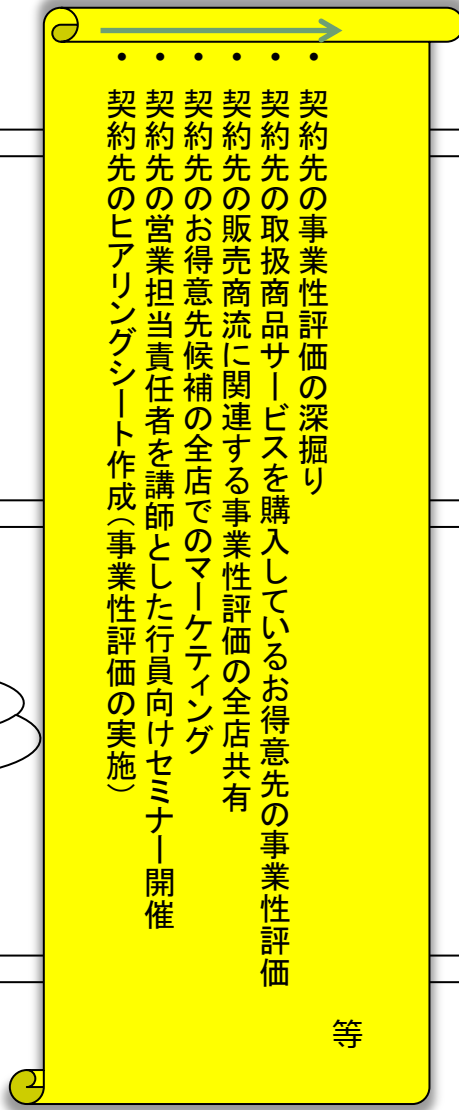 ・契約先のヒアリングシート作成（事業性評価の実施）
・契約先の営業担当責任者を講師とした行員向けセミナー開催
・契約先のお得意先候補の全店でのマーケティング
・契約先の販売商流に関連する事業性評価の全店共有
・契約先の取扱商品サービスを購入しているお得意先の事業性評価
・契約先の事業性評価の深掘り
等